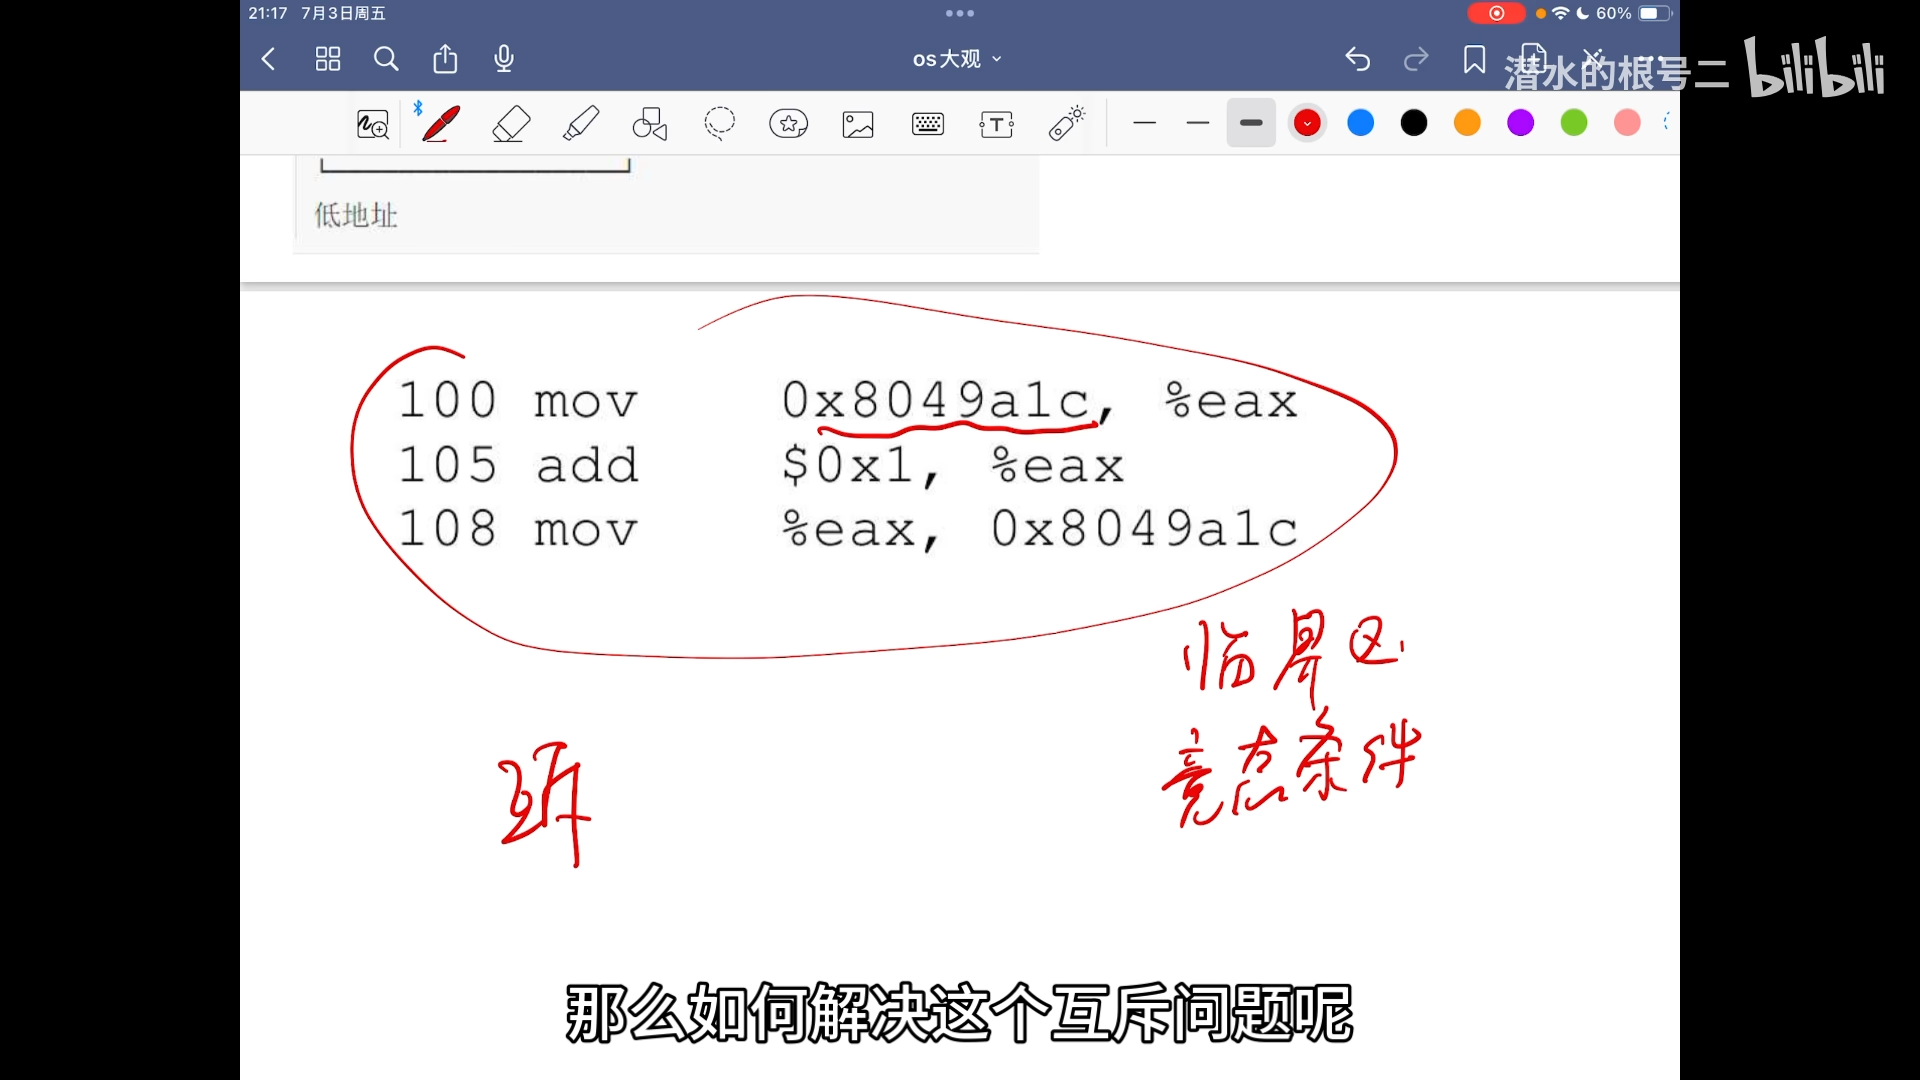 21:17 7月3日周五
60%
os大观
潜水的根号二 bilibili
低地址
100 mov 0x8049a1c, %eax
105 add $0x1, %eax
108 mov %eax, 0x8049a1c
临界区
竞态条件
互斥
那么如何解决这个互斥问题呢